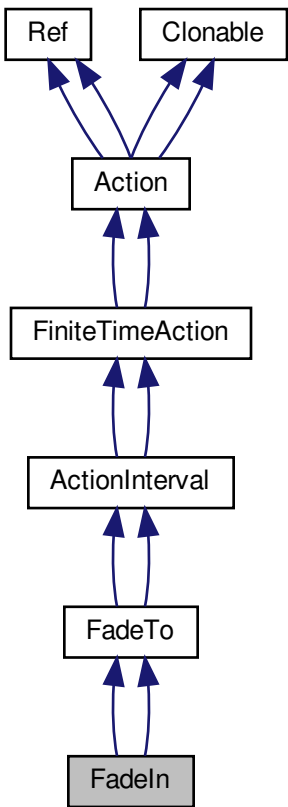 Ref
Clonable
Action
FiniteTimeAction
ActionInterval
FadeTo
FadeIn